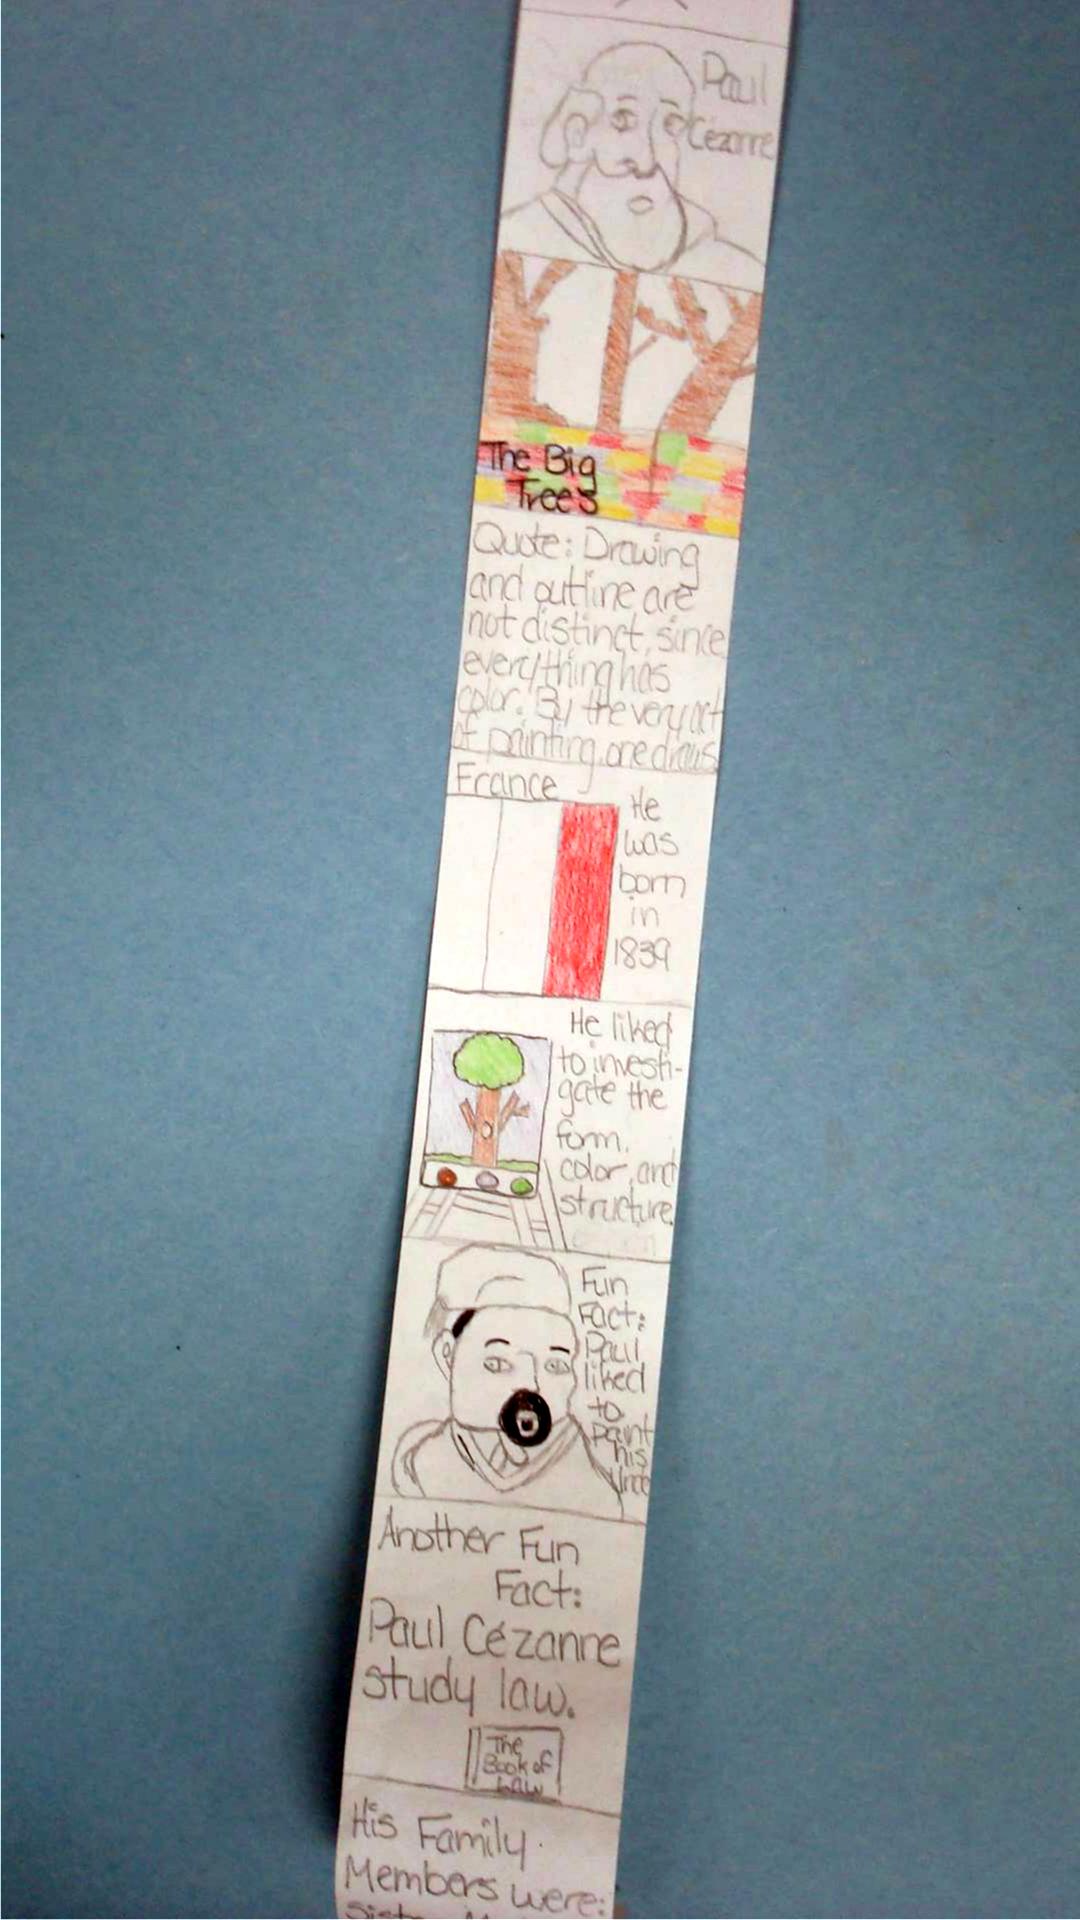 Paul
Cézanne
The Big
Trees
Quote: Drawing
and outline are
not distinct, since
everything has
color. By the very act
of painting, one draws
France
He
was
born
in
1839
He liked
to investi-
gate the
form,
color, and
structure.
Fun
Fact:
Paul
liked
to
paint
his
Another Fun
Fact:
Paul Cézanne
study law.
The
Book of
Law
His Family
Members were: